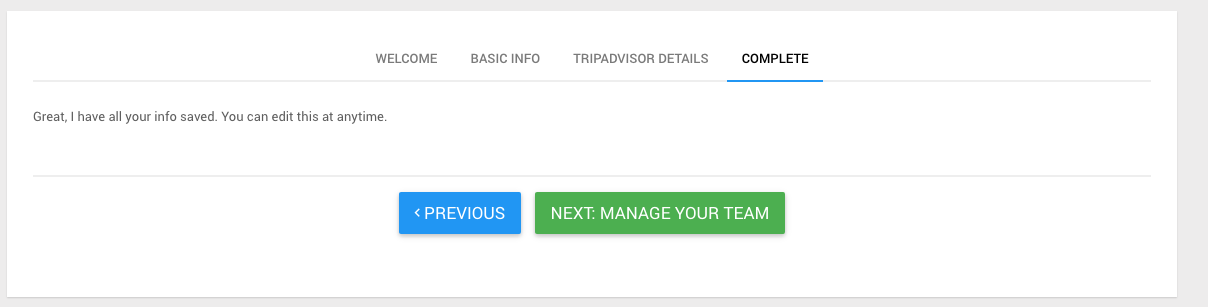 WELCOME BASIC INFO TRIPADVISOR DETAILS COMPLETE
Great, I have all your info saved. You can edit this at anytime.
‹ PREVIOUS NEXT: MANAGE YOUR TEAM